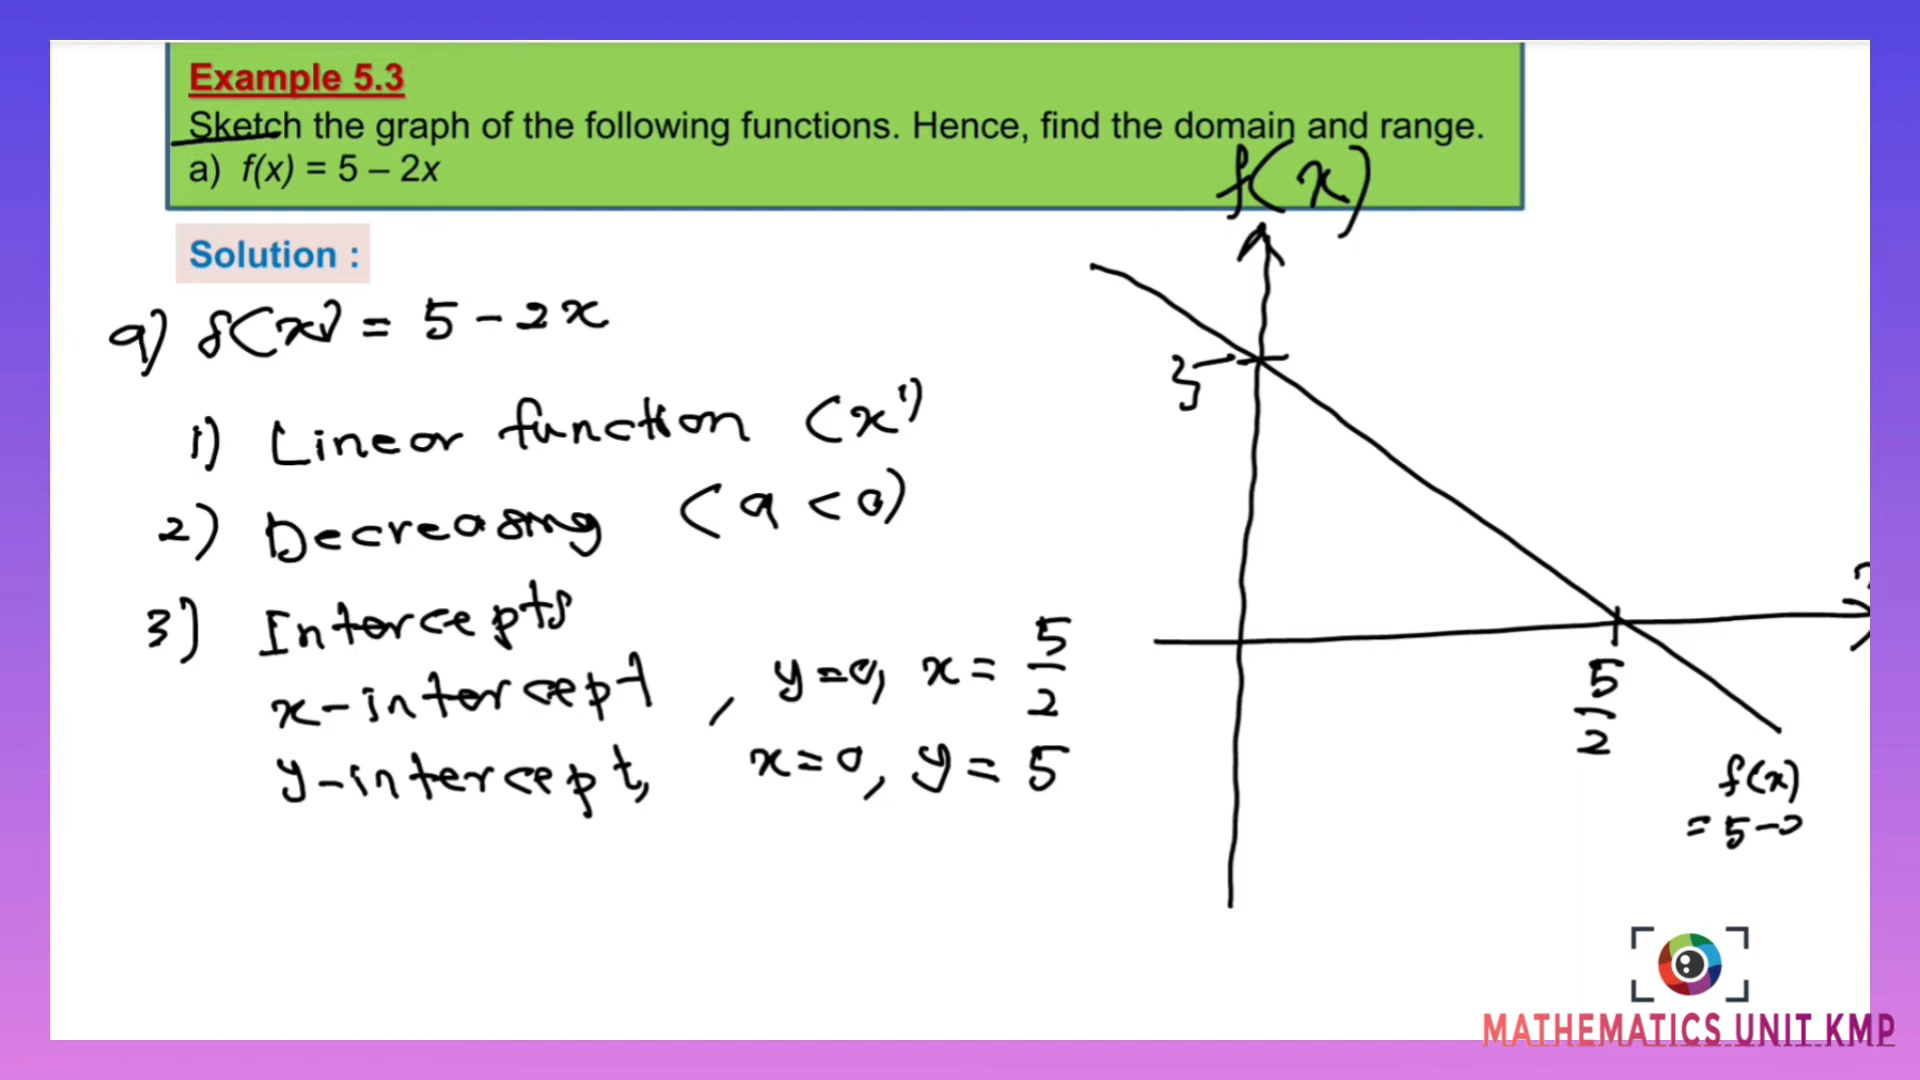 Example 5.3
Sketch the graph of the following functions. Hence, find the domain and range.
a) f(x) = 5 – 2x
Solution :
a) f(x) = 5 - 2x
1) Linear function (x¹)
2) Decreasing (a < 0)
3) Intercepts
x-intercept, y=0, x = 5/2
y-intercept, x=0, y = 5
f(x)
5
5/2
f(x)
= 5 -
MATHEMATICS UNIT KMP